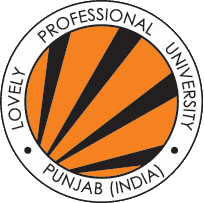 LOVELY PROFESSIONAL UNIVERSITY
PUNJAB (INDIA)